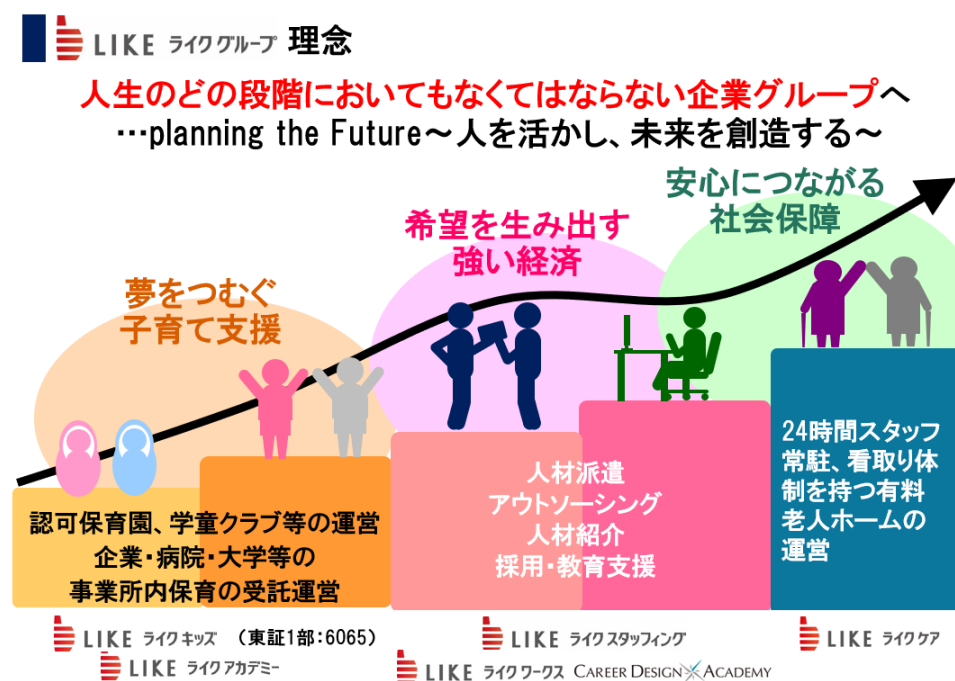 LIKE ライクグループ 理念
人生のどの段階においてもなくてはならない企業グループへ
…planning the Future～人を活かし、未来を創造する～
安心につながる
社会保障
希望を生み出す
強い経済
夢をつむぐ
子育て支援
認可保育園、学童クラブ等の運営
企業・病院・大学等の
事業所内保育の受託運営
人材派遣
アウトソーシング
人材紹介
採用・教育支援
24時間スタッフ
常駐、看取り体
制を持つ有料
老人ホームの
運営
LIKE ライクキッズ （東証1部：6065）
LIKE ライクアカデミー
LIKE ライクスタッフィング
LIKE ライクワークス CAREER DESIGN ACADEMY
LIKE ライクケア